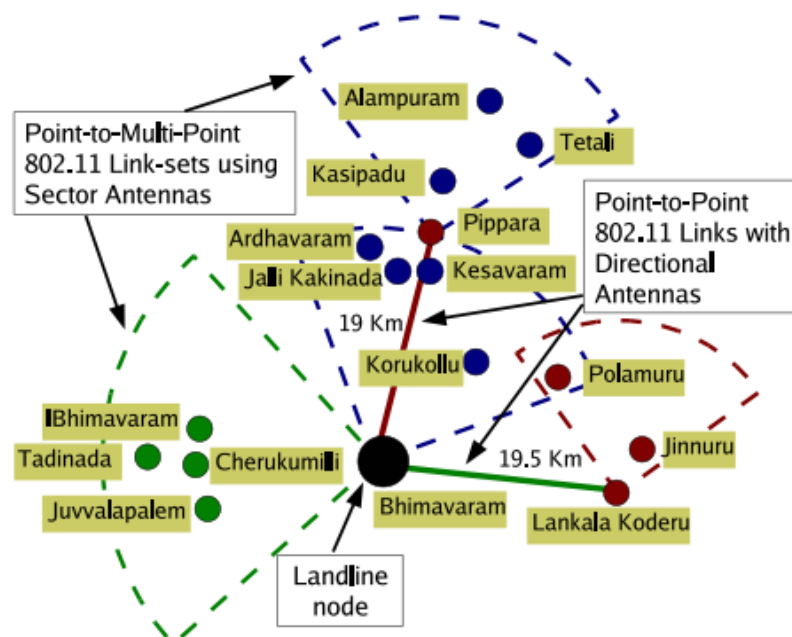 Alampuram
Point-to-Multi-Point
802.11 Link-sets using
Sector Antennas
Tetali
Kasipadu
Point-to-Point
802.11 Links with
Directional
Antennas
Pippara
Ardhavaram
Jalli Kakinada
Kesavaram
19 Km
Korukollu
Polamuru
IBhimavaram
Tadinada
Cherukumilli
Jinnuru
19.5 Km
Juvvalapalem
Bhimavaram
Lankala Koderu
Landline
node